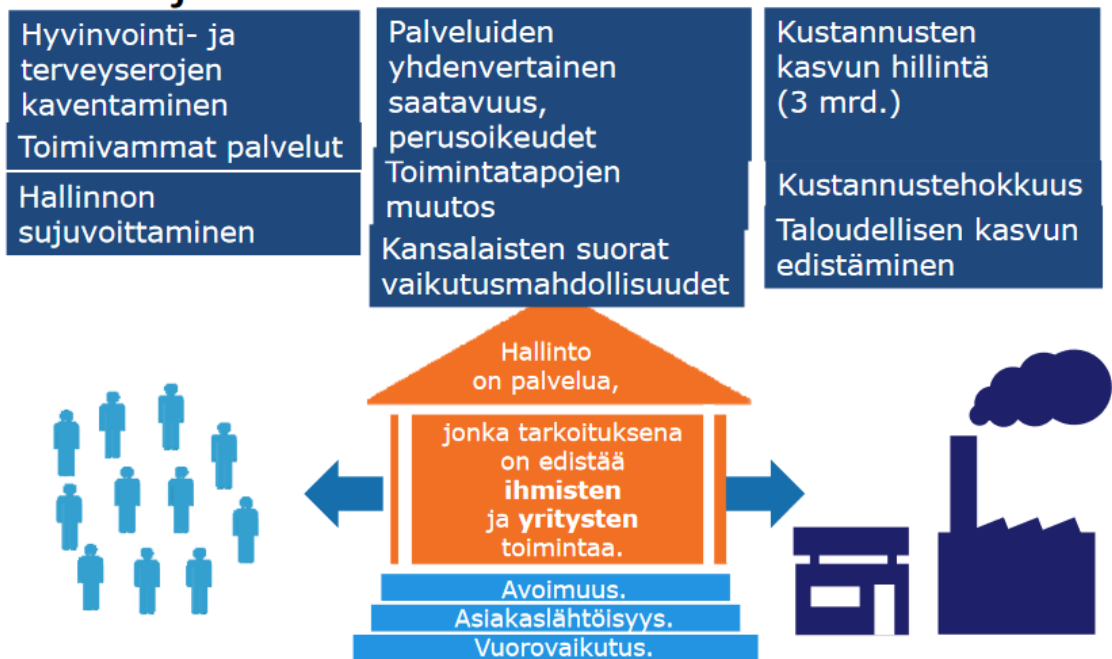 Hyvinvointi- ja
terveyserojen
kaventaminen
Toimivammat palvelut
Hallinnon
sujuvoittaminen
Palveluiden
yhdenvertainen
saatavuus,
perusoikeudet
Toimintatapojen
muutos
Kansalaisten suorat
vaikutusmahdollisuudet
Kustannusten
kasvun hillintä
(3 mrd.)
Kustannustehokkuus
Taloudellisen kasvun
edistäminen
Hallinto
on palvelua,
jonka tarkoituksena
on edistää
ihmisten
ja yritysten
toimintaa.
Avoimuus.
Asiakaslähtöisyys.
Vuorovaikutus.